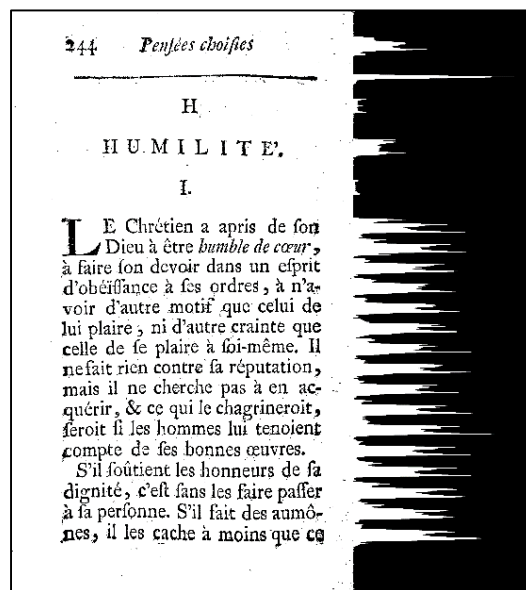 244 Penſées choiſies
H
HUMILITE'.
I.
LE Chrétien a apris de ſon
Dieu à être humble de cœur,
à faire ſon devoir dans un eſprit
d'obéïſſance à ſes ordres, à n'a-
voir d'autre motif que celui de
lui plaire, ni d'autre crainte que
celle de ſe plaire à ſoi-même. Il
ne fait rien contre ſa réputation,
mais il ne cherche pas à en ac-
quérir, & ce qui le chagrineroit,
ſeroit ſi les hommes lui tenoient
compte de ſes bonnes œuvres.
S'il ſoûtient les honneurs de ſa
dignité, c'eſt ſans les faire paſſer
à ſa perſonne. S'il fait des aumô-
nes, il les cache à moins que ce